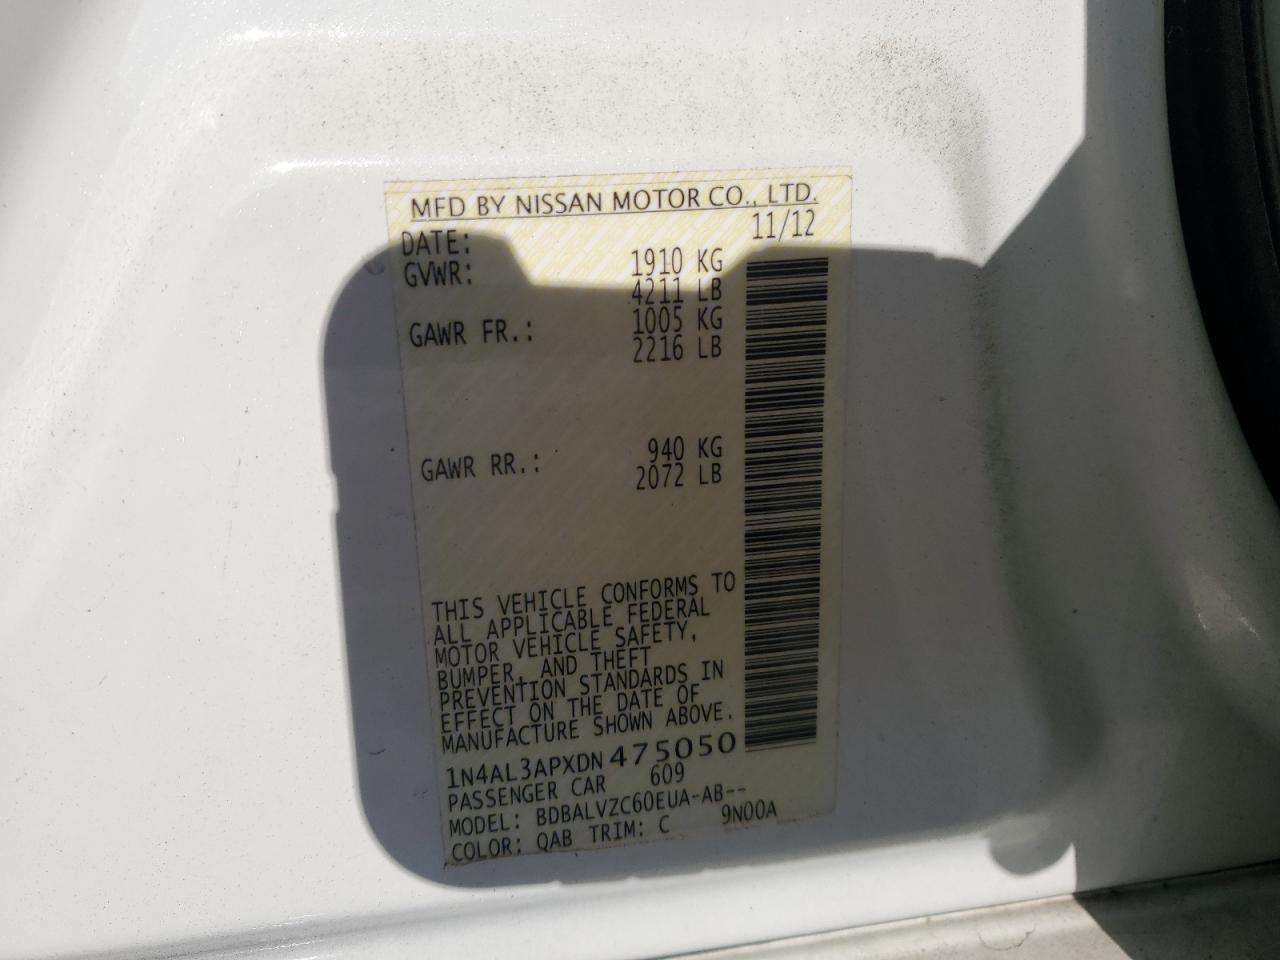 MFD BY NISSAN MOTOR CO., LTD.
DATE: 11/12
GVWR: 1910 KG
4211 LB
GAWR FR.: 1005 KG
2216 LB
GAWR RR.: 940 KG
2072 LB
THIS VEHICLE CONFORMS TO
ALL APPLICABLE FEDERAL
MOTOR VEHICLE SAFETY,
BUMPER, AND THEFT
PREVENTION STANDARDS IN
EFFECT ON THE DATE OF
MANUFACTURE SHOWN ABOVE.
1N4AL3APXDN475050
PASSENGER CAR 609
MODEL: BDBALVZC60EUA-AB--
COLOR: QAB TRIM: C 9N00A